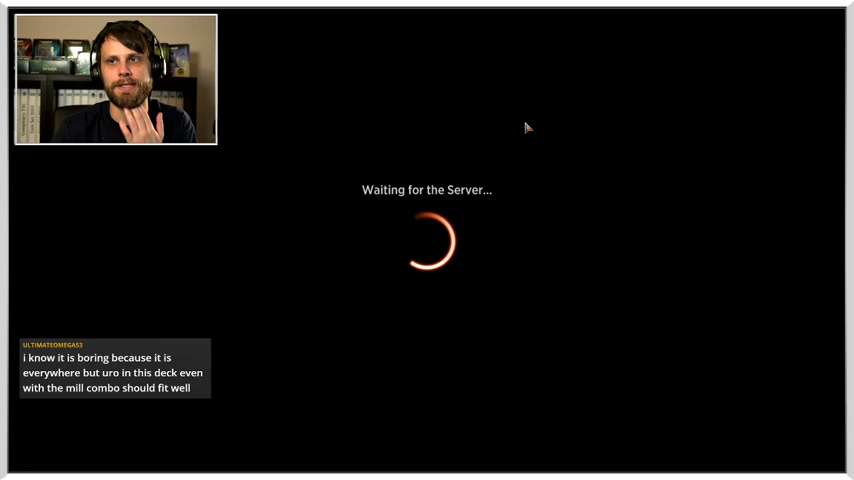 Waiting for the Server...
ULTIMATEOMEGAS3
i know it is boring because it is
everywhere but uro in this deck even
with the mill combo should fit well